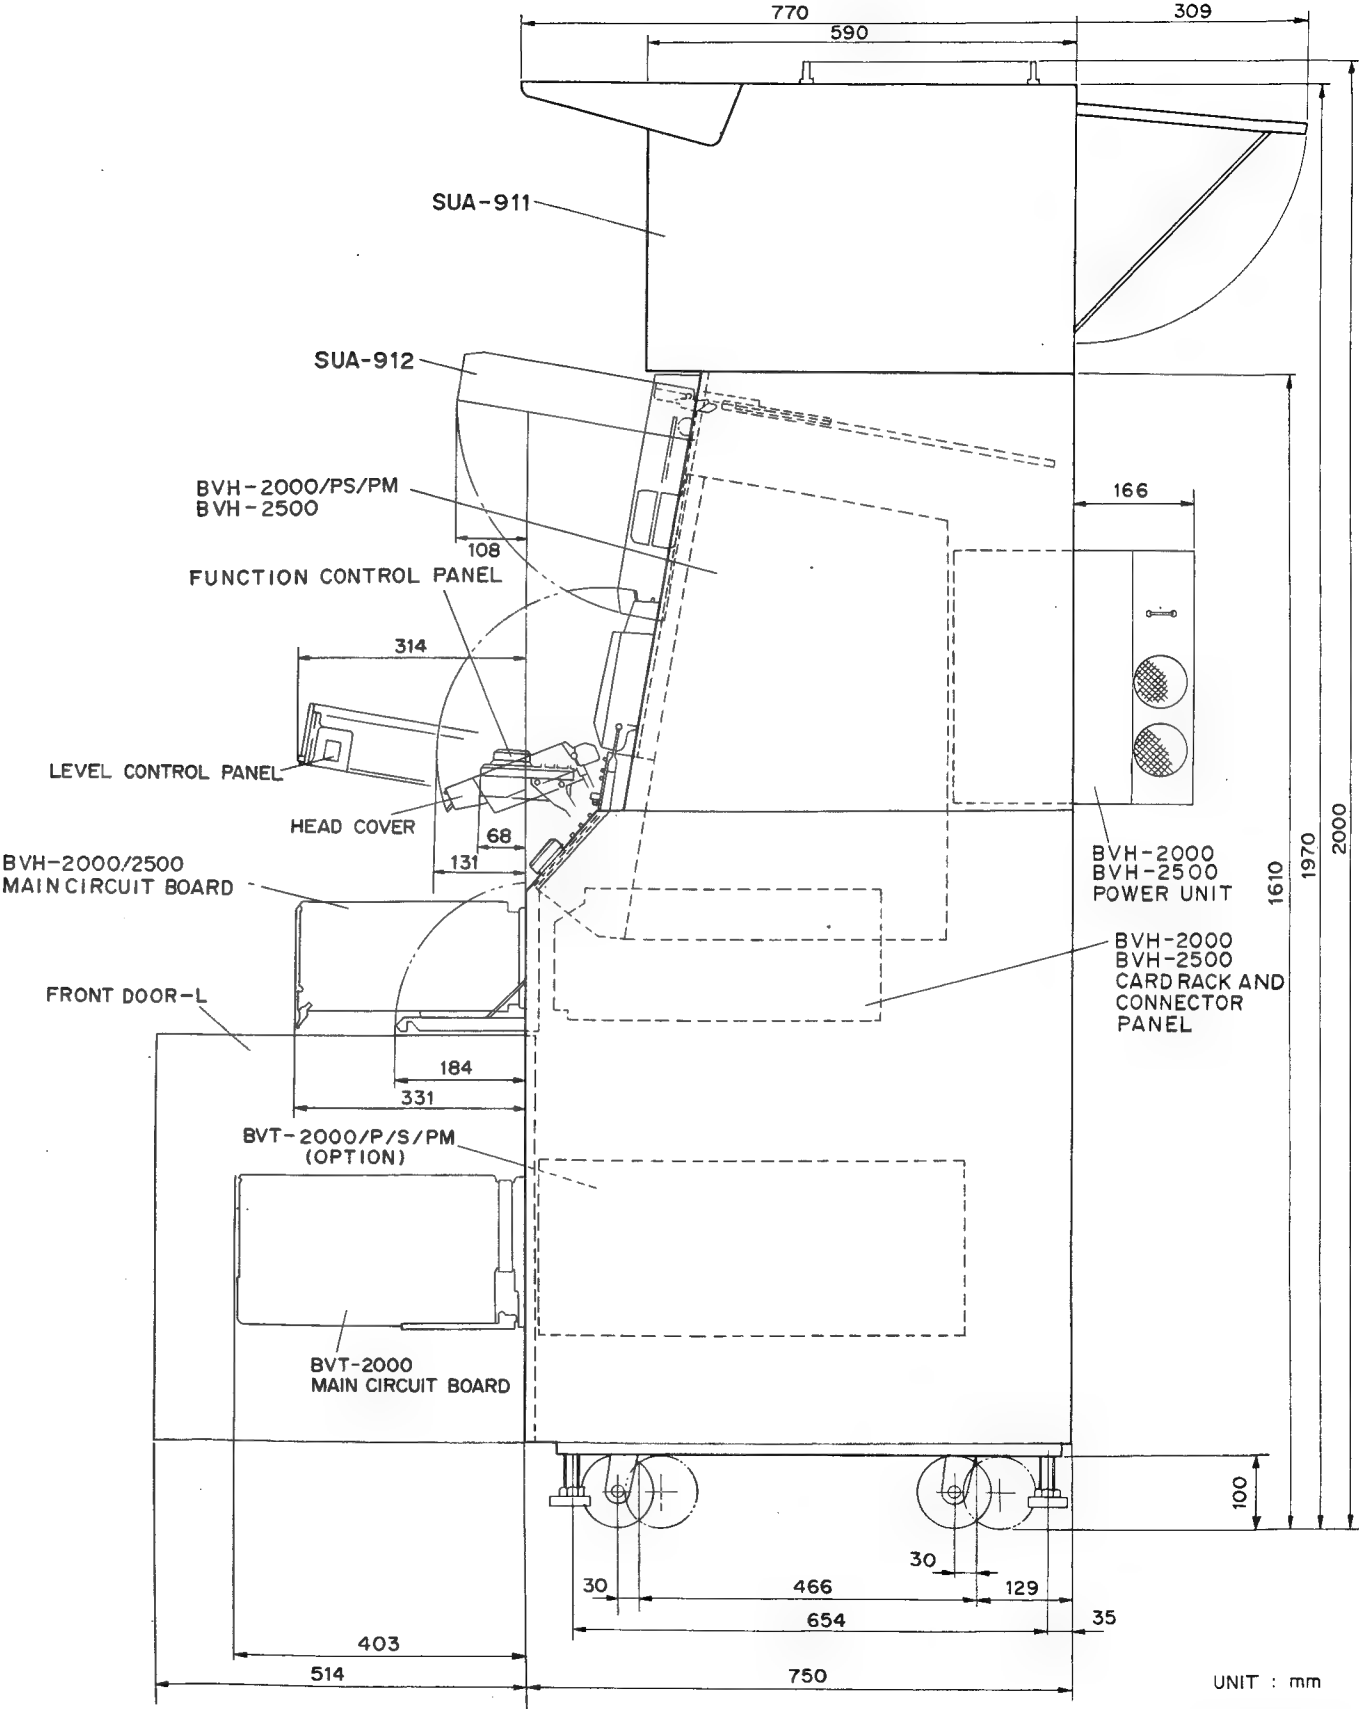 770
309
590
SUA-911
SUA-912
BVH-2000/PS/PM
BVH-2500
166
108
FUNCTION CONTROL PANEL
314
LEVEL CONTROL PANEL
HEAD COVER
68
131
BVH-2000/2500
MAIN CIRCUIT BOARD
BVH-2000
BVH-2500
POWER UNIT
1610
1970
2000
BVH-2000
BVH-2500
CARD RACK AND
CONNECTOR
PANEL
FRONT DOOR-L
184
331
BVT-2000/P/S/PM
(OPTION)
BVT-2000
MAIN CIRCUIT BOARD
100
30
30
466
129
654
35
403
514
750
UNIT : mm